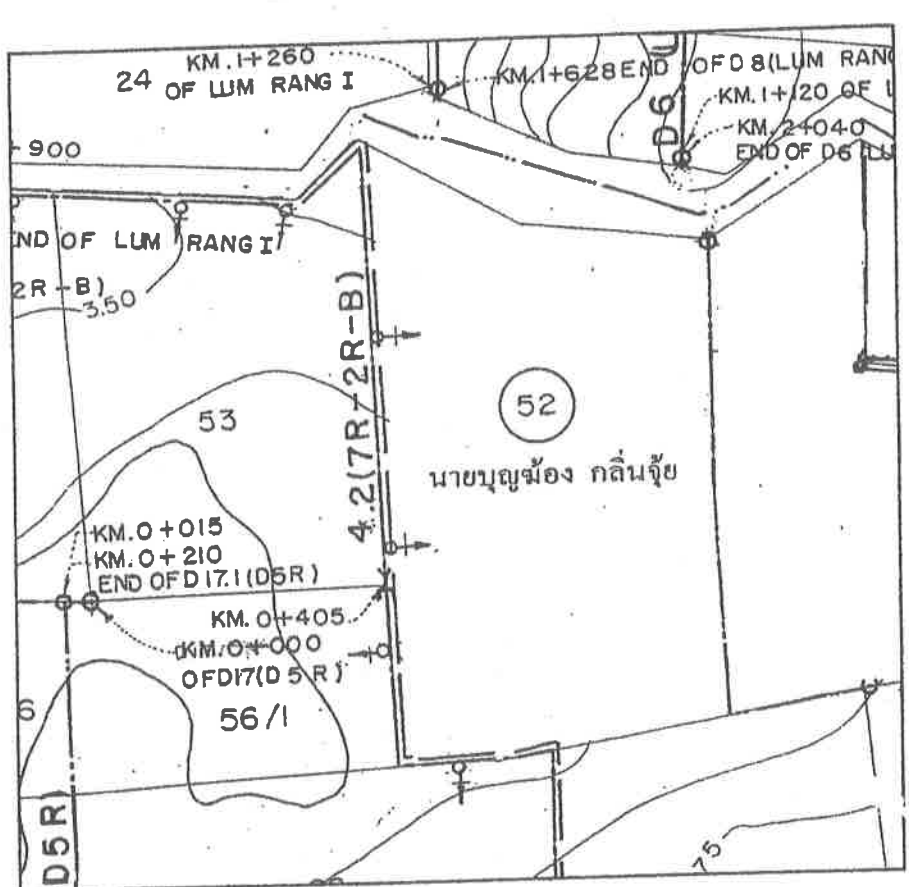 KM.1+260
24 OF LUM RANG I
KM.1+628 END OF D 8(LUM RANG
KM.1+120 OF L
KM.2+040
END OF D6 (LU
D6
900
END OF LUM RANG I
2R-B)
3.50
4.2(7R-2R-B)
53
52
นายบุญฆ้อง กลิ่นจุ้ย
KM.0+015
KM.0+210
END OF D17.1(D5R)
KM.0+405
KM.0+000
OF D17(D5R)
56/1
6
D5R)
75